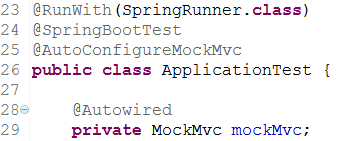 23 @RunWith(SpringRunner.class)
24 @SpringBootTest
25 @AutoConfigureMockMvc
26 public class ApplicationTest {
27
28 @Autowired
29 private MockMvc mockMvc;